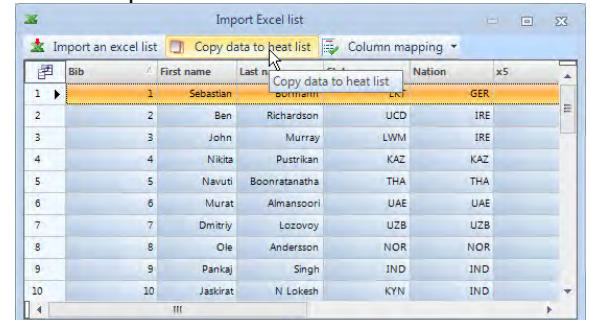 Import Excel list
Import an excel list Copy data to heat list Column mapping
Bib First name Last n Nation x5
Copy data to heat list
1 1 Sebastian Bormann LKT GER
2 2 Ben Richardson UCD IRE
3 3 John Murray LWM IRE
4 4 Nikita Pustrikan KAZ KAZ
5 5 Navuti Boonratanatha THA THA
6 6 Murat Almansoori UAE UAE
7 7 Dmitriy Lozovoy UZB UZB
8 8 Ole Andersson NOR NOR
9 9 Pankaj Singh IND IND
10 10 Jaskirat N Lokesh KYN IND